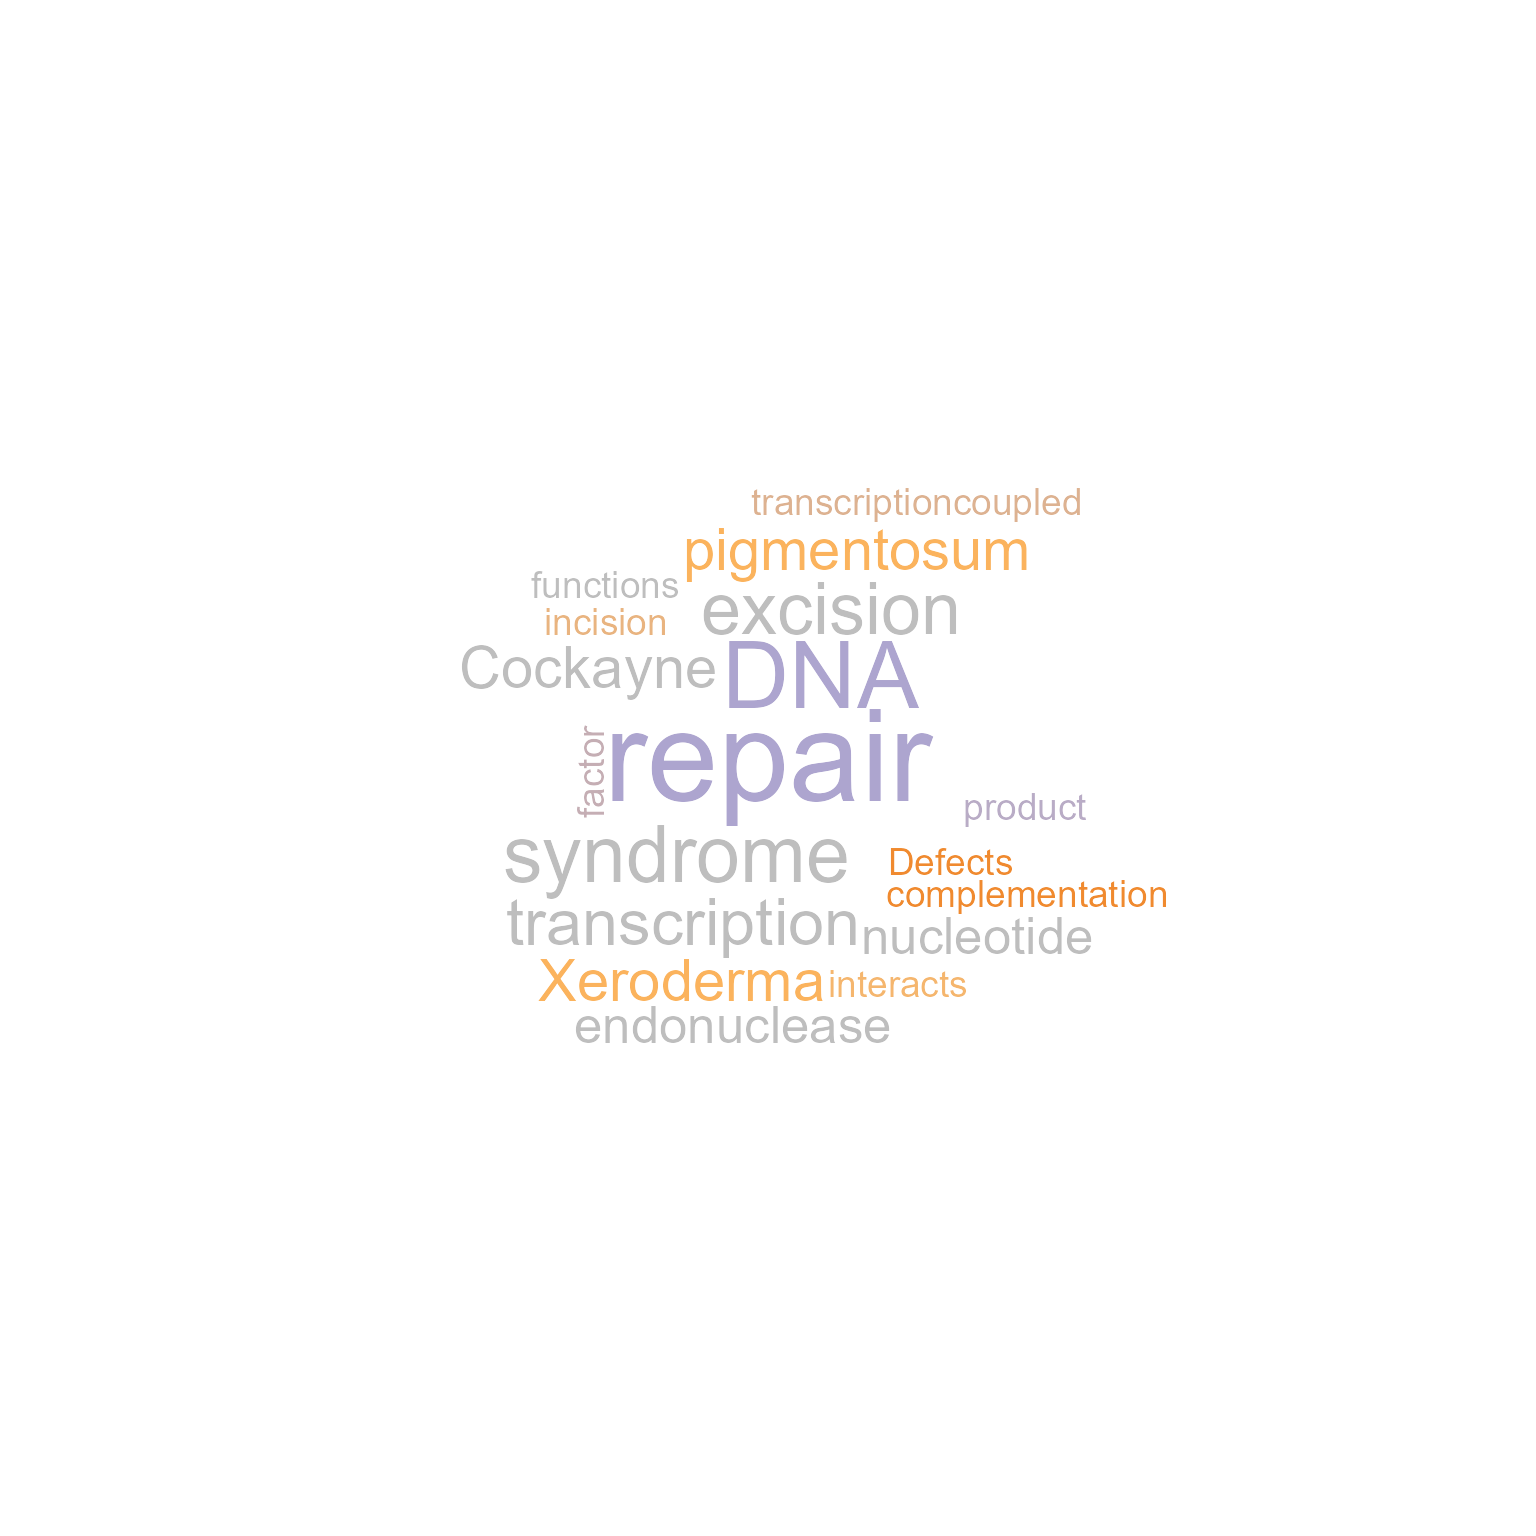 transcriptioncoupled
pigmentosum
functions
excision
incision
Cockayne
DNA
factor
repair
product
syndrome
Defects
complementation
transcription
nucleotide
Xeroderma
interacts
endonuclease